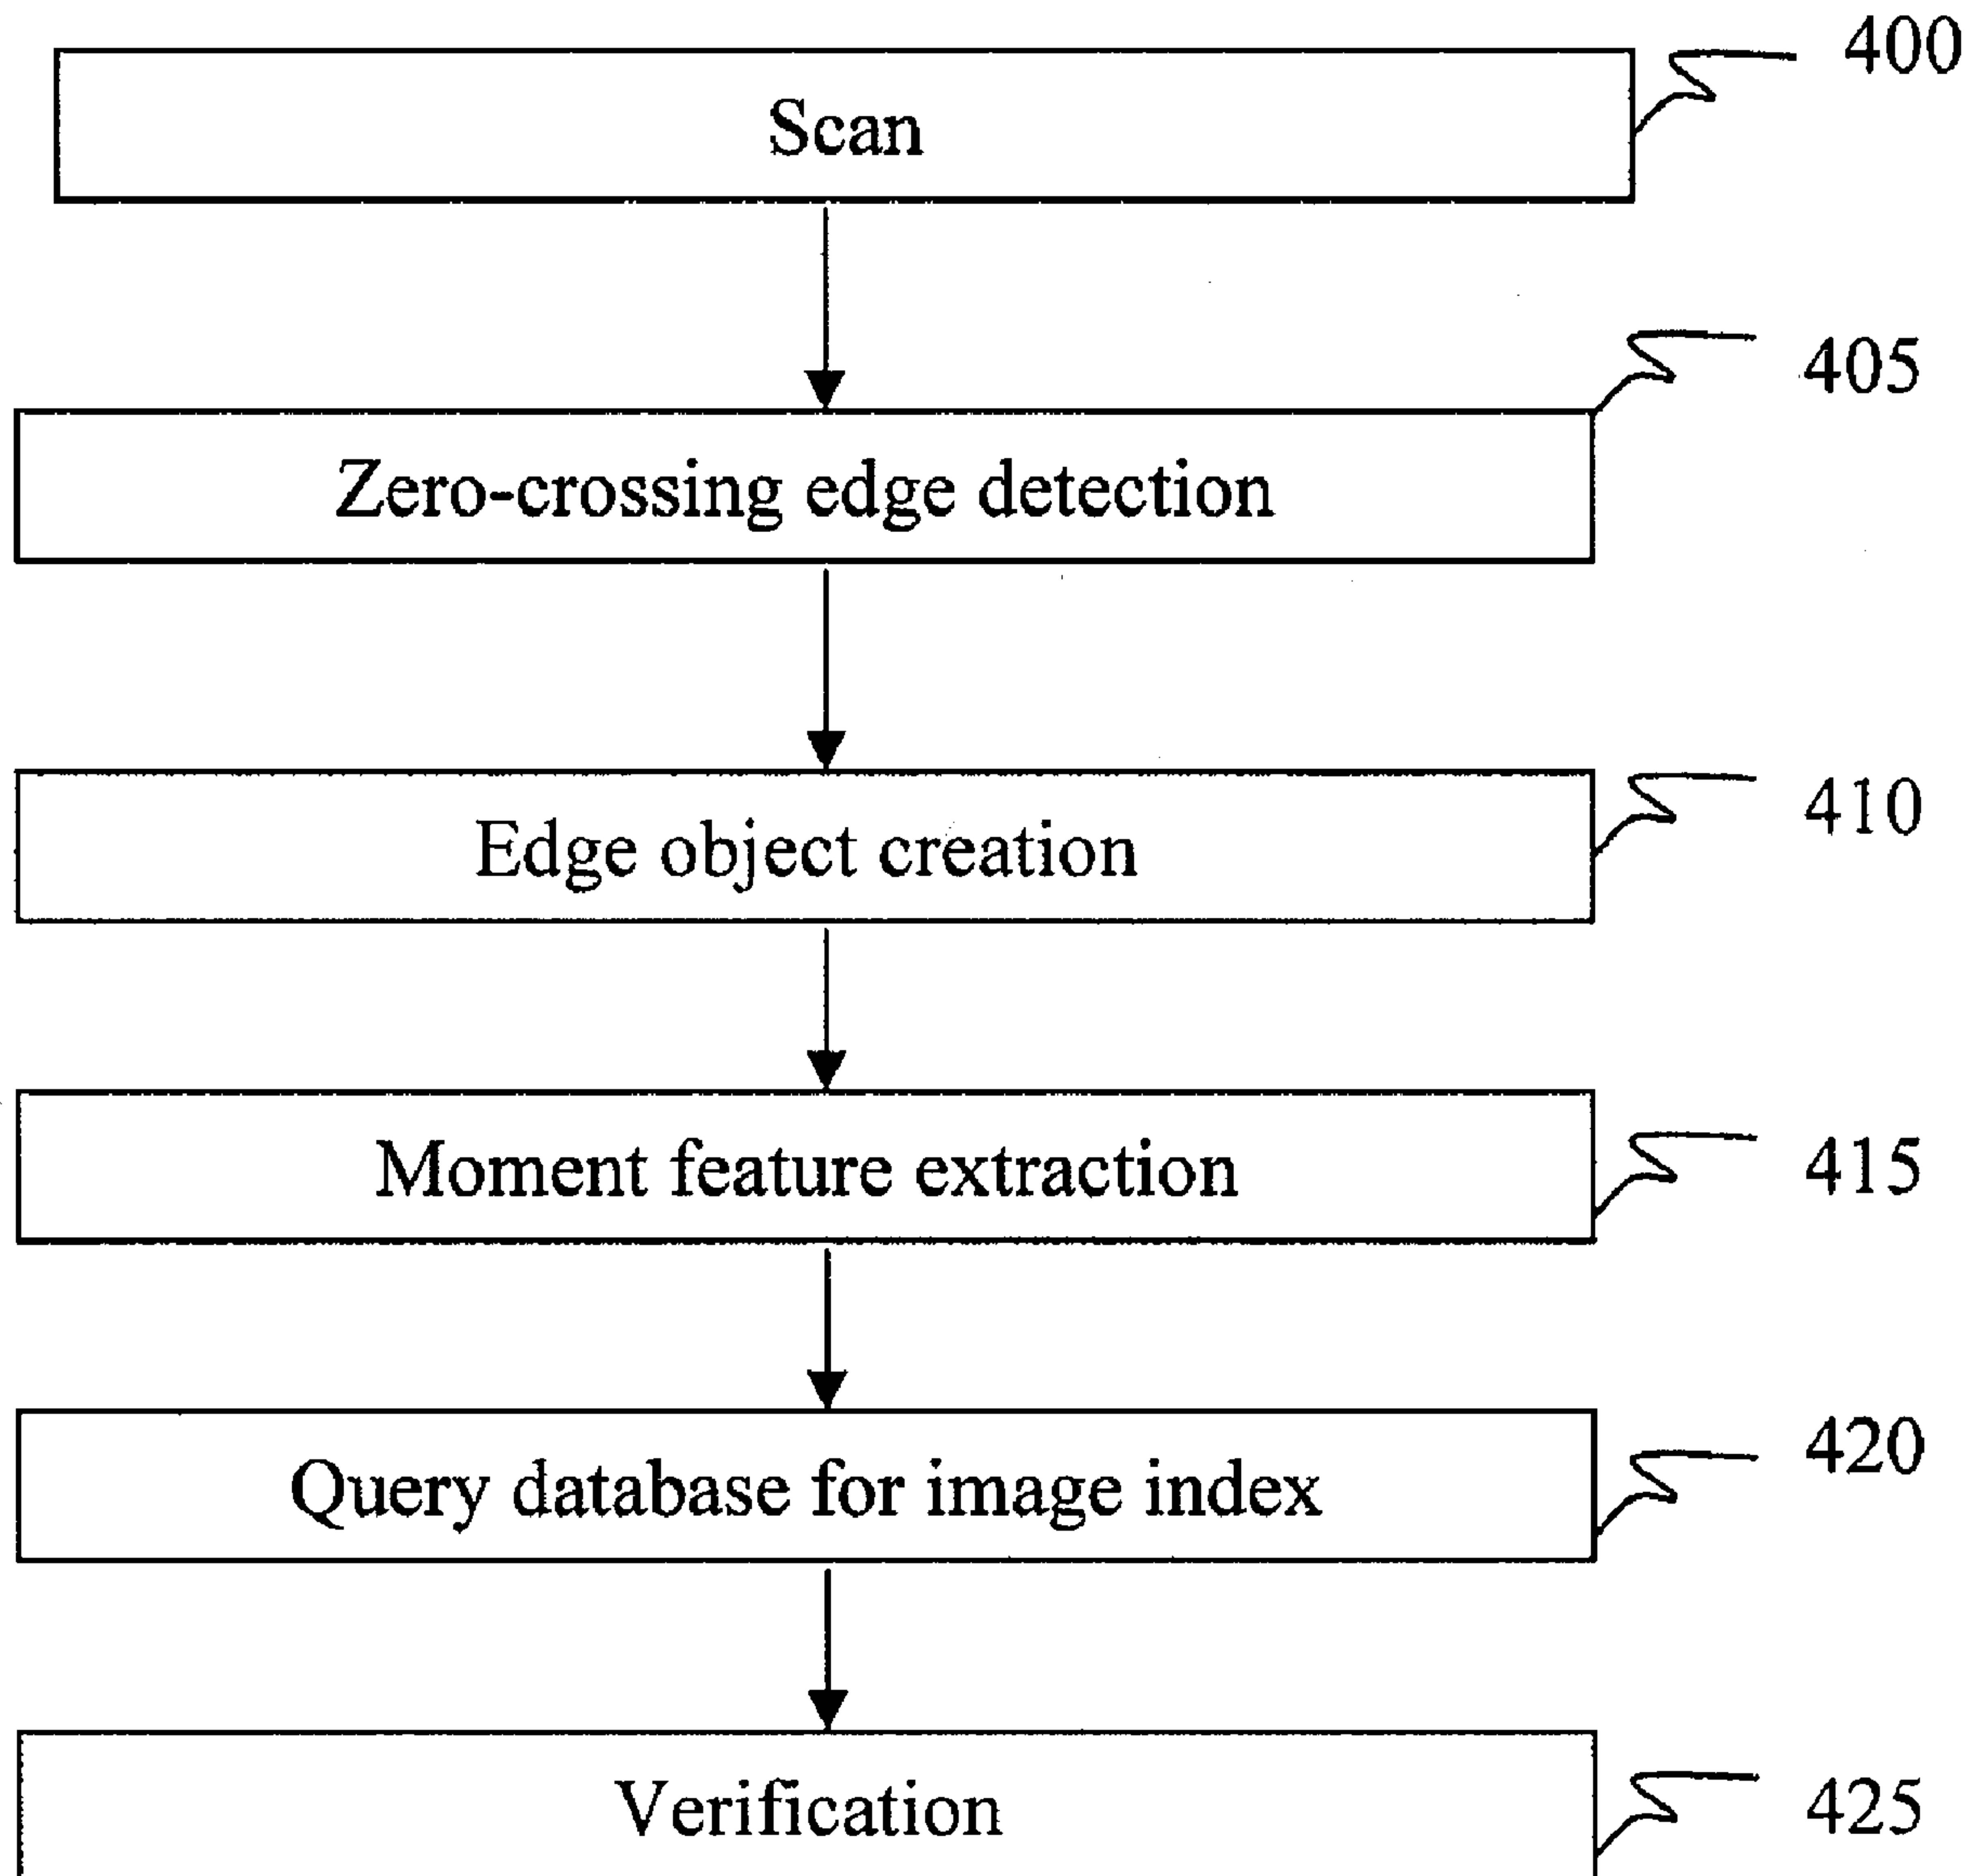 Scan
400
Zero-crossing edge detection
405
Edge object creation
410
Moment feature extraction
415
Query database for image index
420
Verification
425